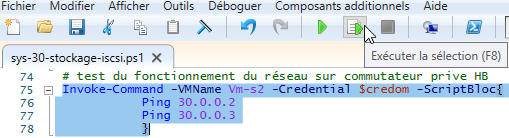 Fichier Modifier Afficher Outils Déboguer Composants additionnels Aide
Exécuter la sélection (F8)
sys-30-stockage-iscsi.ps1 X
74 # test du fonctionnement du réseau sur commutateur prive HB
75 Invoke-Command -VMName Vm-s2 -Credential $credom -ScriptBloc{
76 Ping 30.0.0.2
77 Ping 30.0.0.3
78 }